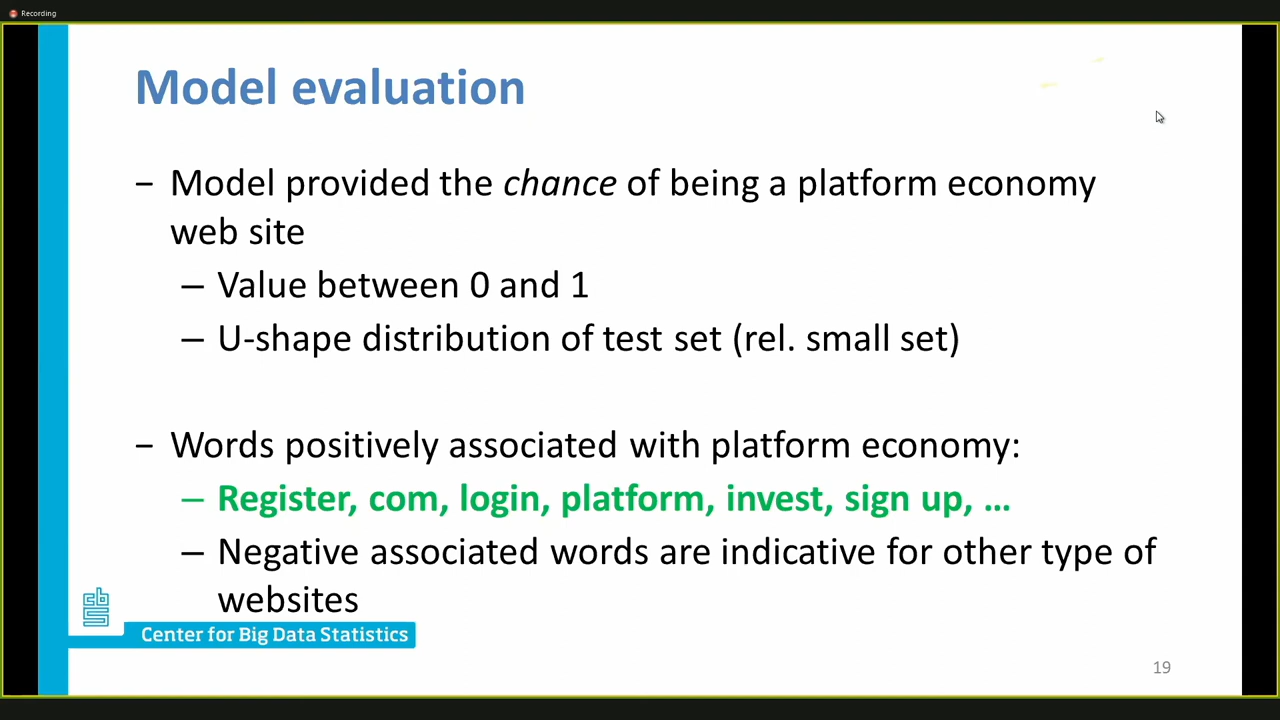 Recording
Model evaluation
– Model provided the chance of being a platform economy
web site
– Value between 0 and 1
– U-shape distribution of test set (rel. small set)
– Words positively associated with platform economy:
– Register, com, login, platform, invest, sign up, ...
– Negative associated words are indicative for other type of
websites
cbs
Center for Big Data Statistics
19